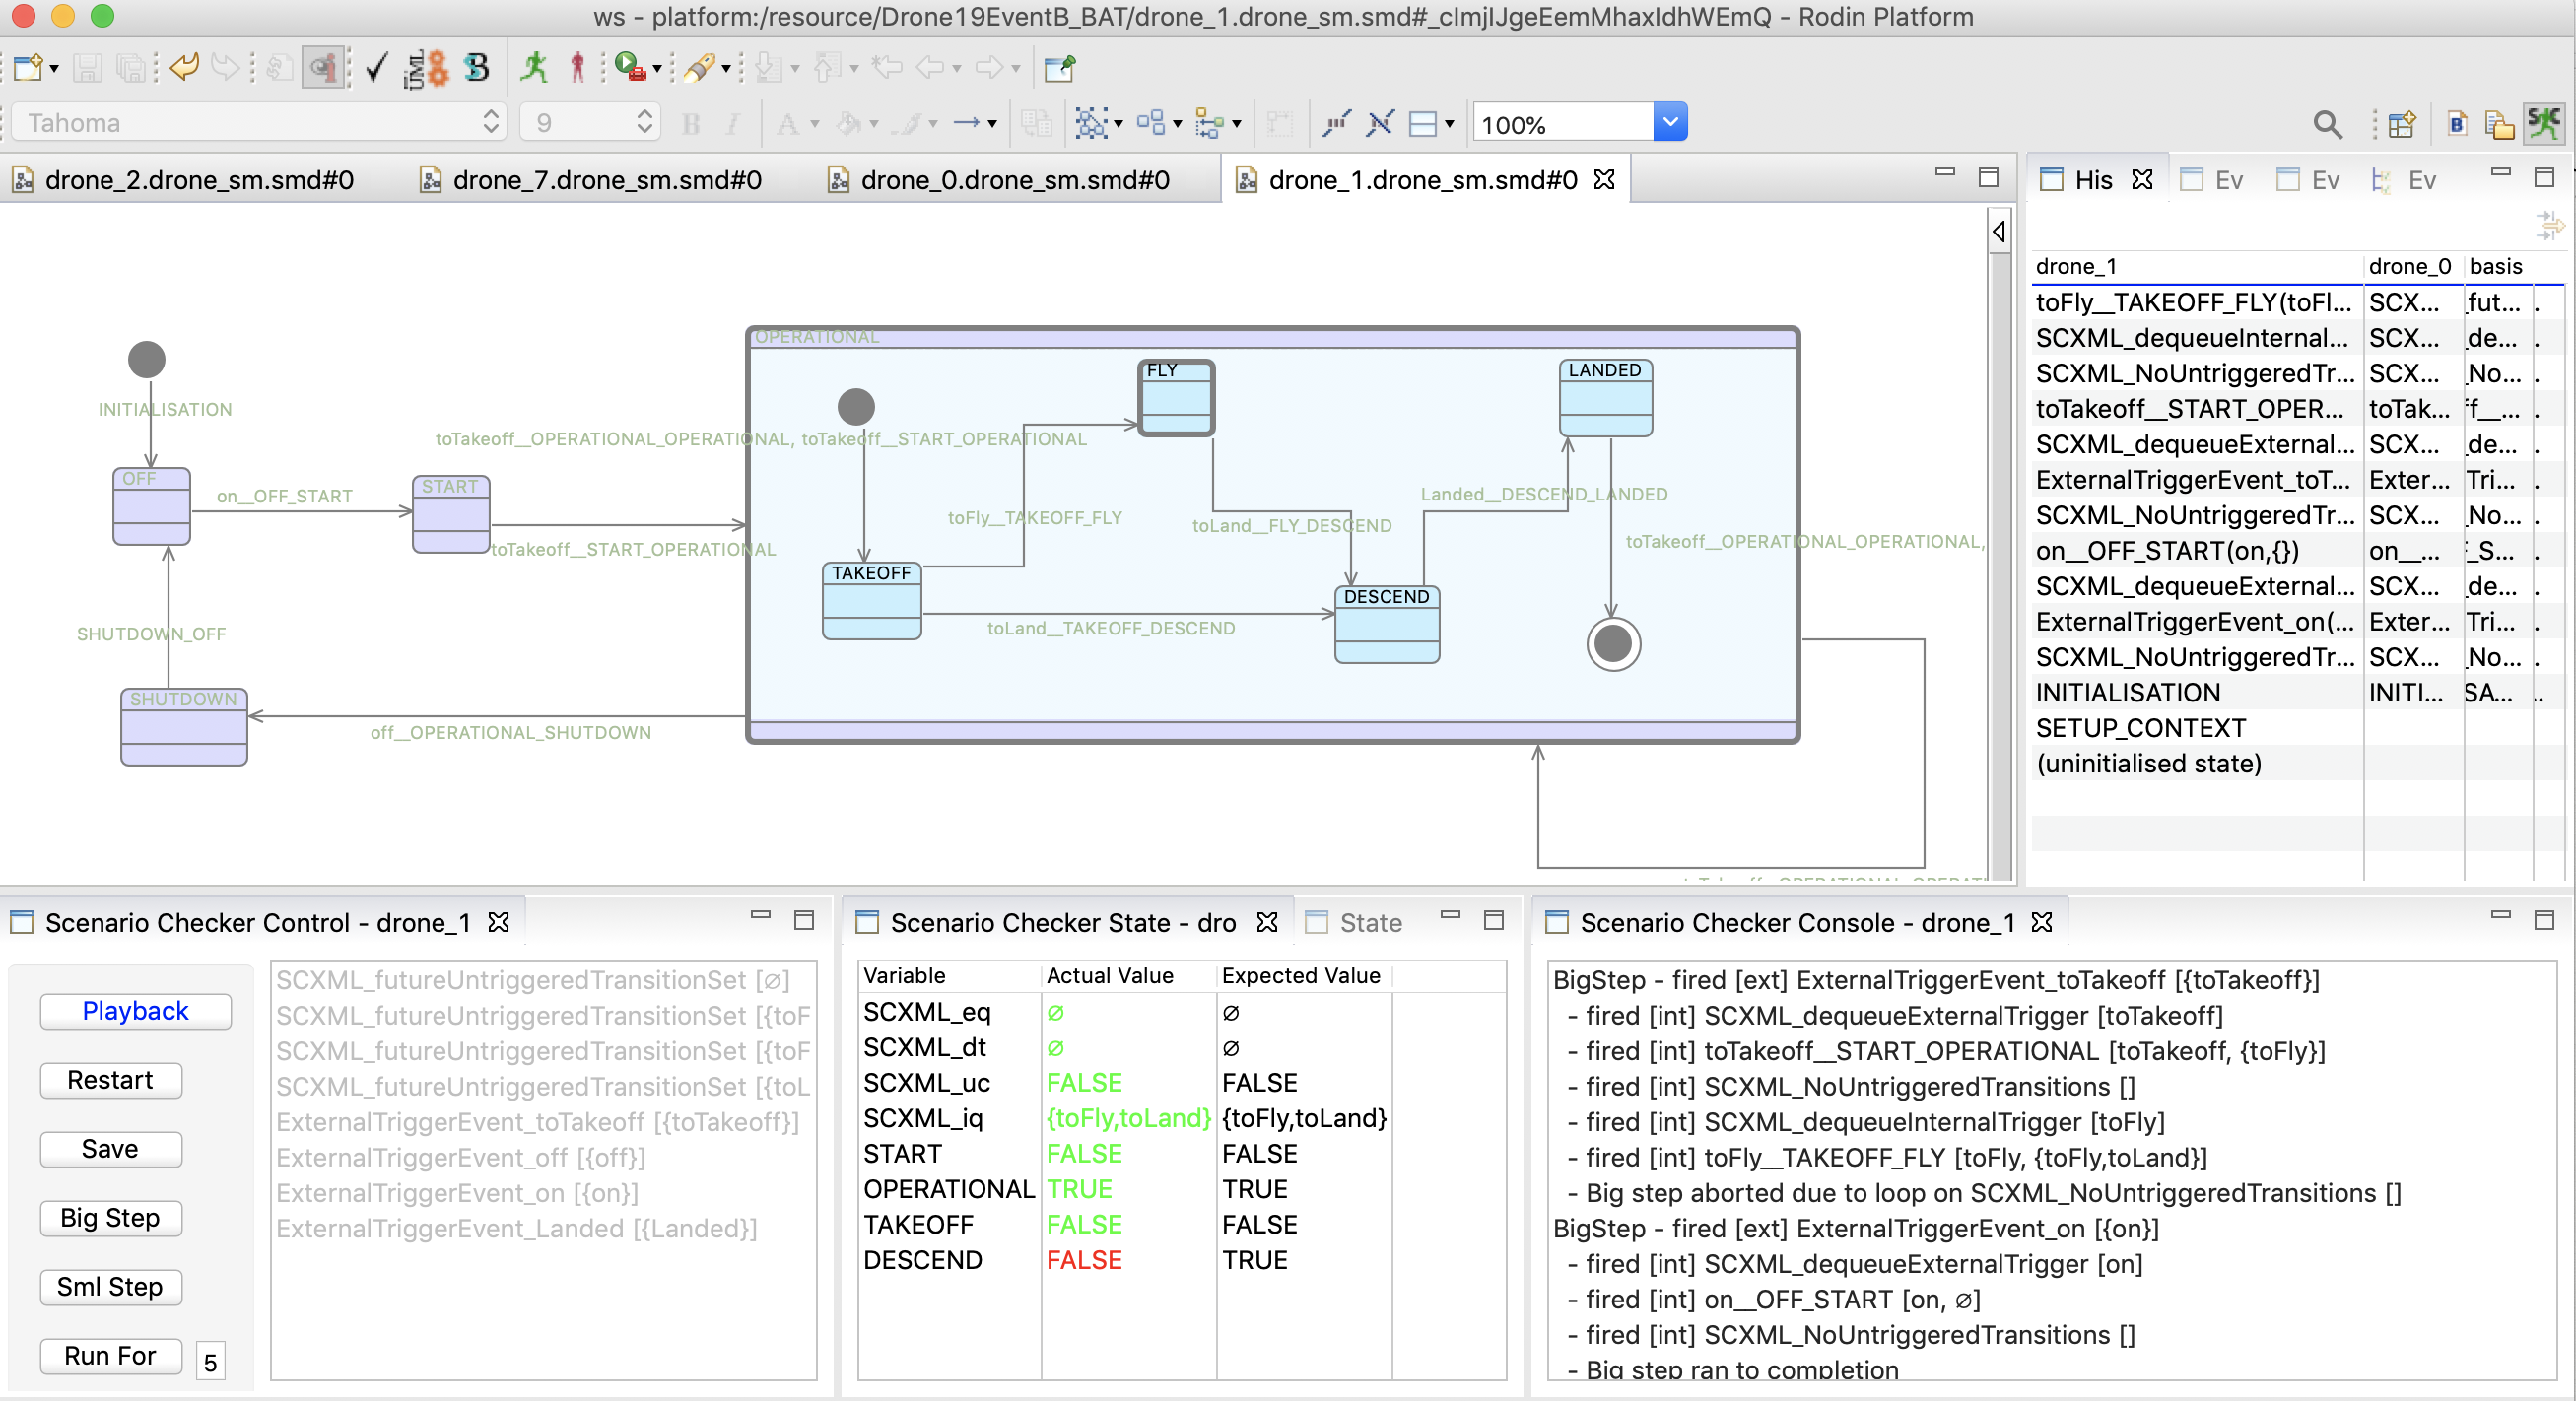 ws - platform:/resource/Drone19EventB_BAT/drone_1.drone_sm.smd#_cImjIJgeEemMhaxIdhWEmQ - Rodin Platform
UML B
Tahoma 9 B I A 100% B
drone_2.drone_sm.smd#0 drone_7.drone_sm.smd#0 drone_0.drone_sm.smd#0 drone_1.drone_sm.smd#0
OPERATIONAL
FLY
LANDED
INITIALISATION
toTakeoff__OPERATIONAL_OPERATIONAL, toTakeoff__START_OPERATIONAL
OFF
START
on__OFF_START
Landed__DESCEND_LANDED
toFly__TAKEOFF_FLY
toLand__FLY_DESCEND
toTakeoff__START_OPERATIONAL
toTakeoff__OPERATIONAL_OPERATIONAL,
TAKEOFF
DESCEND
toLand__TAKEOFF_DESCEND
SHUTDOWN_OFF
SHUTDOWN
off__OPERATIONAL_SHUTDOWN
His Ev Ev Ev
drone_1 drone_0 basis
toFly__TAKEOFF_FLY(toFl... SCX... fut... .
SCXML_dequeueInternal... SCX... de... .
SCXML_NoUntriggeredTr... SCX... No... .
toTakeoff__START_OPER... toTak... f__... .
SCXML_dequeueExternal... SCX... de... .
ExternalTriggerEvent_toT... Exter... Tri... .
SCXML_NoUntriggeredTr... SCX... No... .
on__OFF_START(on,{}) on__... _S... .
SCXML_dequeueExternal... SCX... de... .
ExternalTriggerEvent_on(... Exter... Tri... .
SCXML_NoUntriggeredTr... SCX... No... .
INITIALISATION INITI... SA... ..
SETUP_CONTEXT
(uninitialised state)
Scenario Checker Control - drone_1
Playback
Restart
Save
Big Step
Sml Step
Run For 5
SCXML_futureUntriggeredTransitionSet [∅]
SCXML_futureUntriggeredTransitionSet [{toF
SCXML_futureUntriggeredTransitionSet [{toF
SCXML_futureUntriggeredTransitionSet [{toL
ExternalTriggerEvent_toTakeoff [{toTakeoff}]
ExternalTriggerEvent_off [{off}]
ExternalTriggerEvent_on [{on}]
ExternalTriggerEvent_Landed [{Landed}]
Scenario Checker State - dro State
Variable Actual Value Expected Value
SCXML_eq ∅ ∅
SCXML_dt ∅ ∅
SCXML_uc FALSE FALSE
SCXML_iq {toFly,toLand} {toFly,toLand}
START FALSE FALSE
OPERATIONAL TRUE TRUE
TAKEOFF FALSE FALSE
DESCEND FALSE TRUE
Scenario Checker Console - drone_1
BigStep - fired [ext] ExternalTriggerEvent_toTakeoff [{toTakeoff}]
- fired [int] SCXML_dequeueExternalTrigger [toTakeoff]
- fired [int] toTakeoff__START_OPERATIONAL [toTakeoff, {toFly}]
- fired [int] SCXML_NoUntriggeredTransitions []
- fired [int] SCXML_dequeueInternalTrigger [toFly]
- fired [int] toFly__TAKEOFF_FLY [toFly, {toFly,toLand}]
- Big step aborted due to loop on SCXML_NoUntriggeredTransitions []
BigStep - fired [ext] ExternalTriggerEvent_on [{on}]
- fired [int] SCXML_dequeueExternalTrigger [on]
- fired [int] on__OFF_START [on, ∅]
- fired [int] SCXML_NoUntriggeredTransitions []
- Big step ran to completion